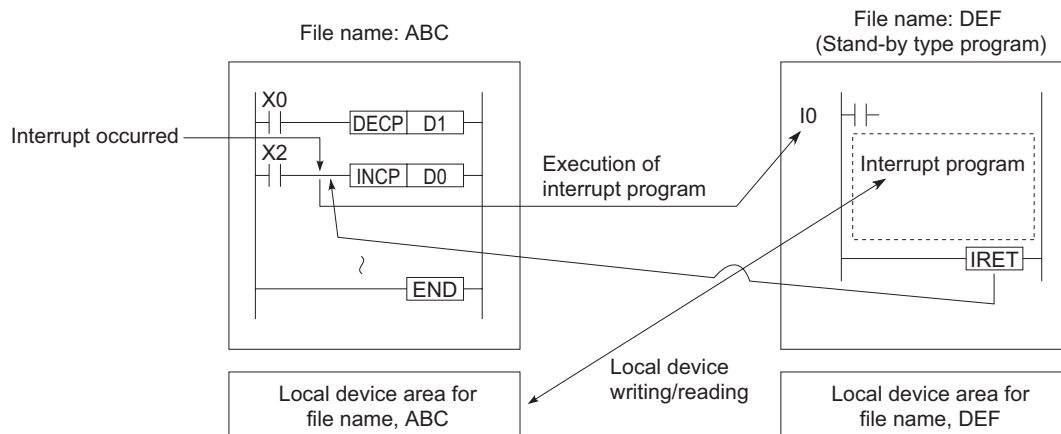 File name: ABC
File name: DEF
(Stand-by type program)
X0
DECP D1
I0
Interrupt occurred
X2
INCP D0
Execution of
interrupt program
Interrupt program
IRET
END
Local device
writing/reading
Local device area for
file name, ABC
Local device area for
file name, DEF